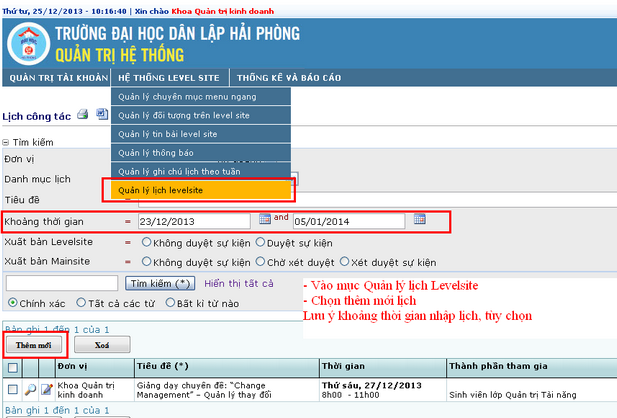 Thứ tư, 25/12/2013 - 10:16:40 | Xin chào Khoa Quản trị kinh doanh
TRƯỜNG ĐẠI HỌC DÂN LẬP HẢI PHÒNG
QUẢN TRỊ HỆ THỐNG
QUẢN TRỊ TÀI KHOẢN
HỆ THỐNG LEVEL SITE
THỐNG KÊ VÀ BÁO CÁO
Quản lý chuyên mục menu ngang
Quản lý đối tượng trên level site
Quản lý tin bài level site
Quản lý thông báo
Quản lý ghi chú lịch theo tuần
Quản lý lịch levelsite
Lịch công tác
Tìm kiếm
Đơn vị
Danh mục lịch
Tiêu đề =
Khoảng thời gian = 23/12/2013 and 05/01/2014
Xuất bản Levelsite = Không duyệt sự kiện Duyệt sự kiện
Xuất bản Mainsite = Không duyệt sự kiện Chờ xét duyệt Xét duyệt sự kiện
Tìm kiếm (*) Hiển thị tất cả
Chính xác Tất cả các từ Bất kì từ nào
- Vào mục Quản lý lịch Levelsite
- Chọn thêm mới lịch
Lưu ý khoảng thời gian nhập lịch, tùy chọn
Bản ghi 1 đến 1 của 1
Thêm mới Xoá
Đơn vị Tiêu đề (*) Thời gian Thành phần tham gia
Khoa Quản trị kinh doanh
Giảng dạy chuyên đề: "Change Management" – Quản lý thay đổi
Thứ sáu, 27/12/2013
8h00 - 11h00
Sinh viên lớp Quản trị Tài năng
Bản ghi 1 đến 1 của 1